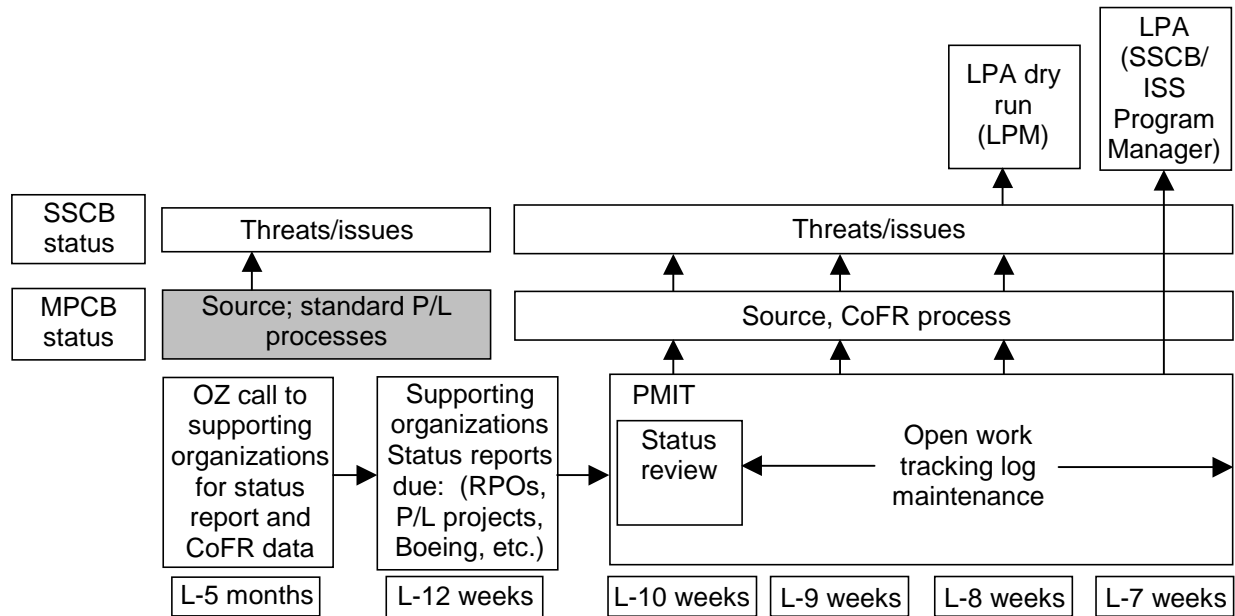 LPA
(SSCB/
ISS
Program
Manager)
LPA dry
run
(LPM)
SSCB
status
Threats/issues
Threats/issues
MPCB
status
Source; standard P/L
processes
Source, CoFR process
OZ call to
supporting
organizations
for status
report and
CoFR data
Supporting
organizations
Status reports
due:  (RPOs,
P/L projects,
Boeing, etc.)
PMIT
Status
review
Open work
tracking log
maintenance
L-5 months
L-12 weeks
L-10 weeks
L-9 weeks
L-8 weeks
L-7 weeks